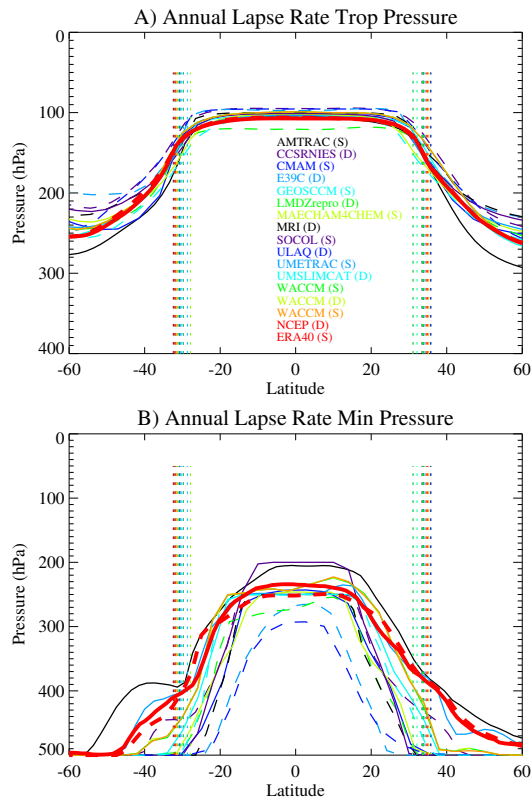 A) Annual Lapse Rate Trop Pressure
0
100
200
300
400
Pressure (hPa)
AMTRAC (S)
CCSRNIES (D)
CMAM (S)
E39C (D)
GEOSCCM (S)
LMDZrepro (D)
MAECHAM4CHEM (S)
MRI (D)
SOCOL (S)
ULAQ (D)
UMETRAC (S)
UMSLIMCAT (D)
WACCM (S)
WACCM (D)
WACCM (S)
NCEP (D)
ERA40 (S)
-60 -40 -20 0 20 40 60
Latitude
B) Annual Lapse Rate Min Pressure
0
100
200
300
400
500
Pressure (hPa)
-60 -40 -20 0 20 40 60
Latitude